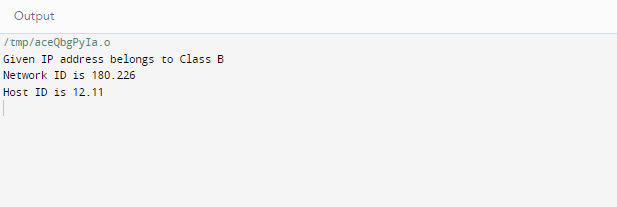 Output
/tmp/aceQbgPyIa.o
Given IP address belongs to Class B
Network ID is 180.226
Host ID is 12.11